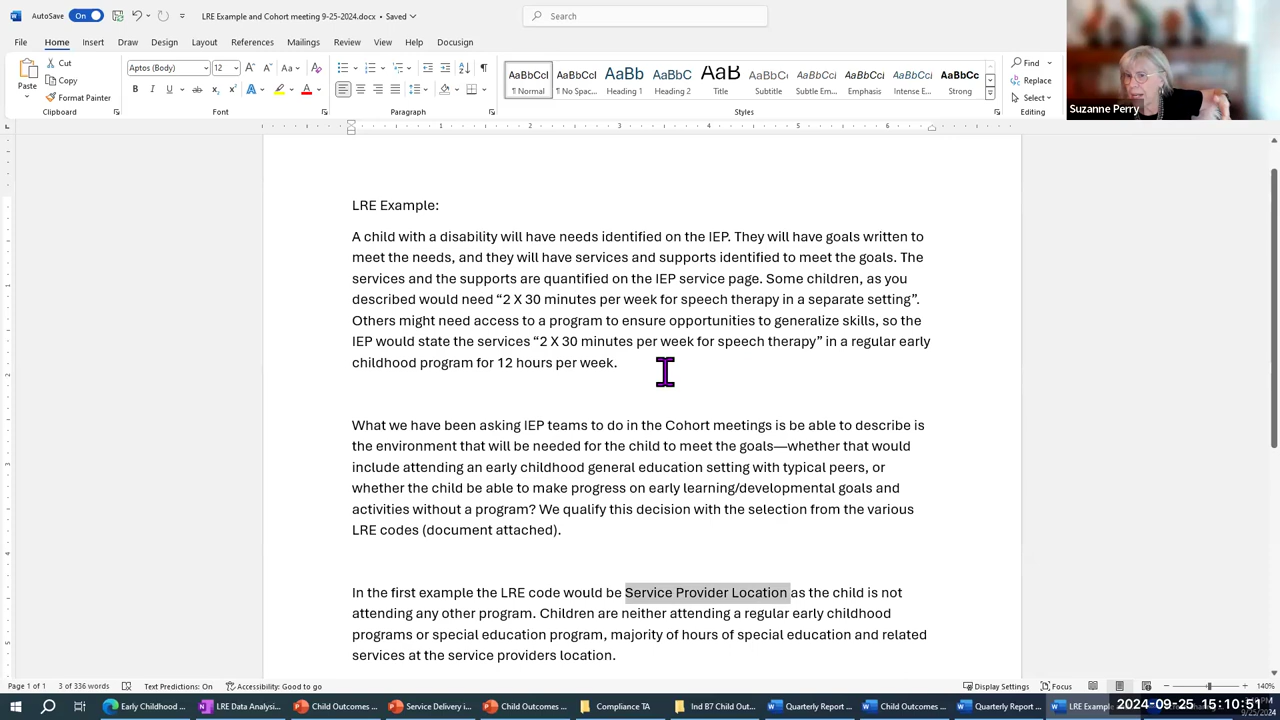 AutoSave On LRE Example and Cohort meeting 9-25-2024.docx • Saved Search
File Home Insert Draw Design Layout References Mailings Review View Help Docusign
Paste Cut Copy Format Painter Clipboard
Aptos (Body) 12 Font
Paragraph
AaBbCcI AaBbCcI AaBb AaBbC AaB AaBbCc AaBbCcI AaBbCcI AaBbCcI AaBbCc
¶ Normal ¶ No Spac... Heading 1 Heading 2 Title Subtitle Subtle Em... Emphasis Intense E... Strong
Styles
Find Replace Select Editing
Suzanne Perry
LRE Example:
A child with a disability will have needs identified on the IEP. They will have goals written to
meet the needs, and they will have services and supports identified to meet the goals. The
services and the supports are quantified on the IEP service page. Some children, as you
described would need “2 X 30 minutes per week for speech therapy in a separate setting”.
Others might need access to a program to ensure opportunities to generalize skills, so the
IEP would state the services “2 X 30 minutes per week for speech therapy” in a regular early
childhood program for 12 hours per week.
What we have been asking IEP teams to do in the Cohort meetings is be able to describe is
the environment that will be needed for the child to meet the goals—whether that would
include attending an early childhood general education setting with typical peers, or
whether the child be able to make progress on early learning/developmental goals and
activities without a program? We qualify this decision with the selection from the various
LRE codes (document attached).
In the first example the LRE code would be Service Provider Location as the child is not
attending any other program. Children are neither attending a regular early childhood
programs or special education program, majority of hours of special education and related
services at the service providers location.
Page 1 of 1 3 of 336 words Text Predictions: On Accessibility: Good to go Display Settings Focus 140%
Early Childhood ... LRE Data Analysi... Child Outcomes ... Service Delivery i... Child Outcomes ... Compliance TA Ind B7 Child Out... Quarterly Report ... Child Outcomes ... Quarterly Report ... LRE Example
2024-09-25 15:10:51